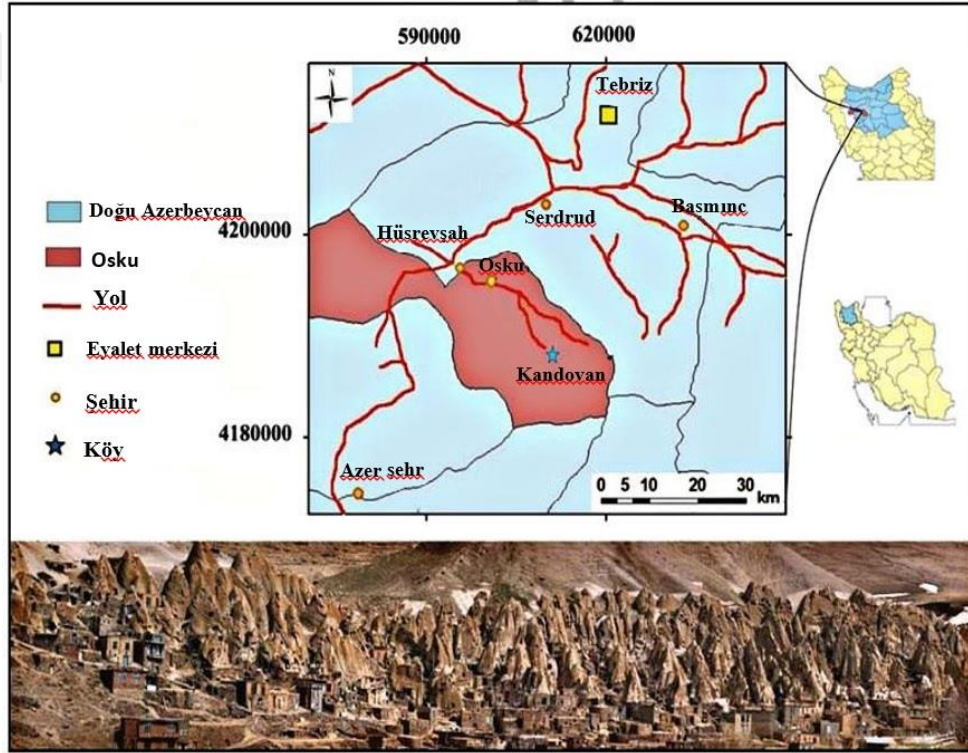 590000 620000
N
Tebriz
Doğu Azerbeycan
Osku
Yol
Eyalet merkezi
Şehir
Köy
4200000
4180000
Serdrud
Basmınç
Hüsrevşah
Osku
Kandovan
Azer şehr
0 5 10 20 30
km